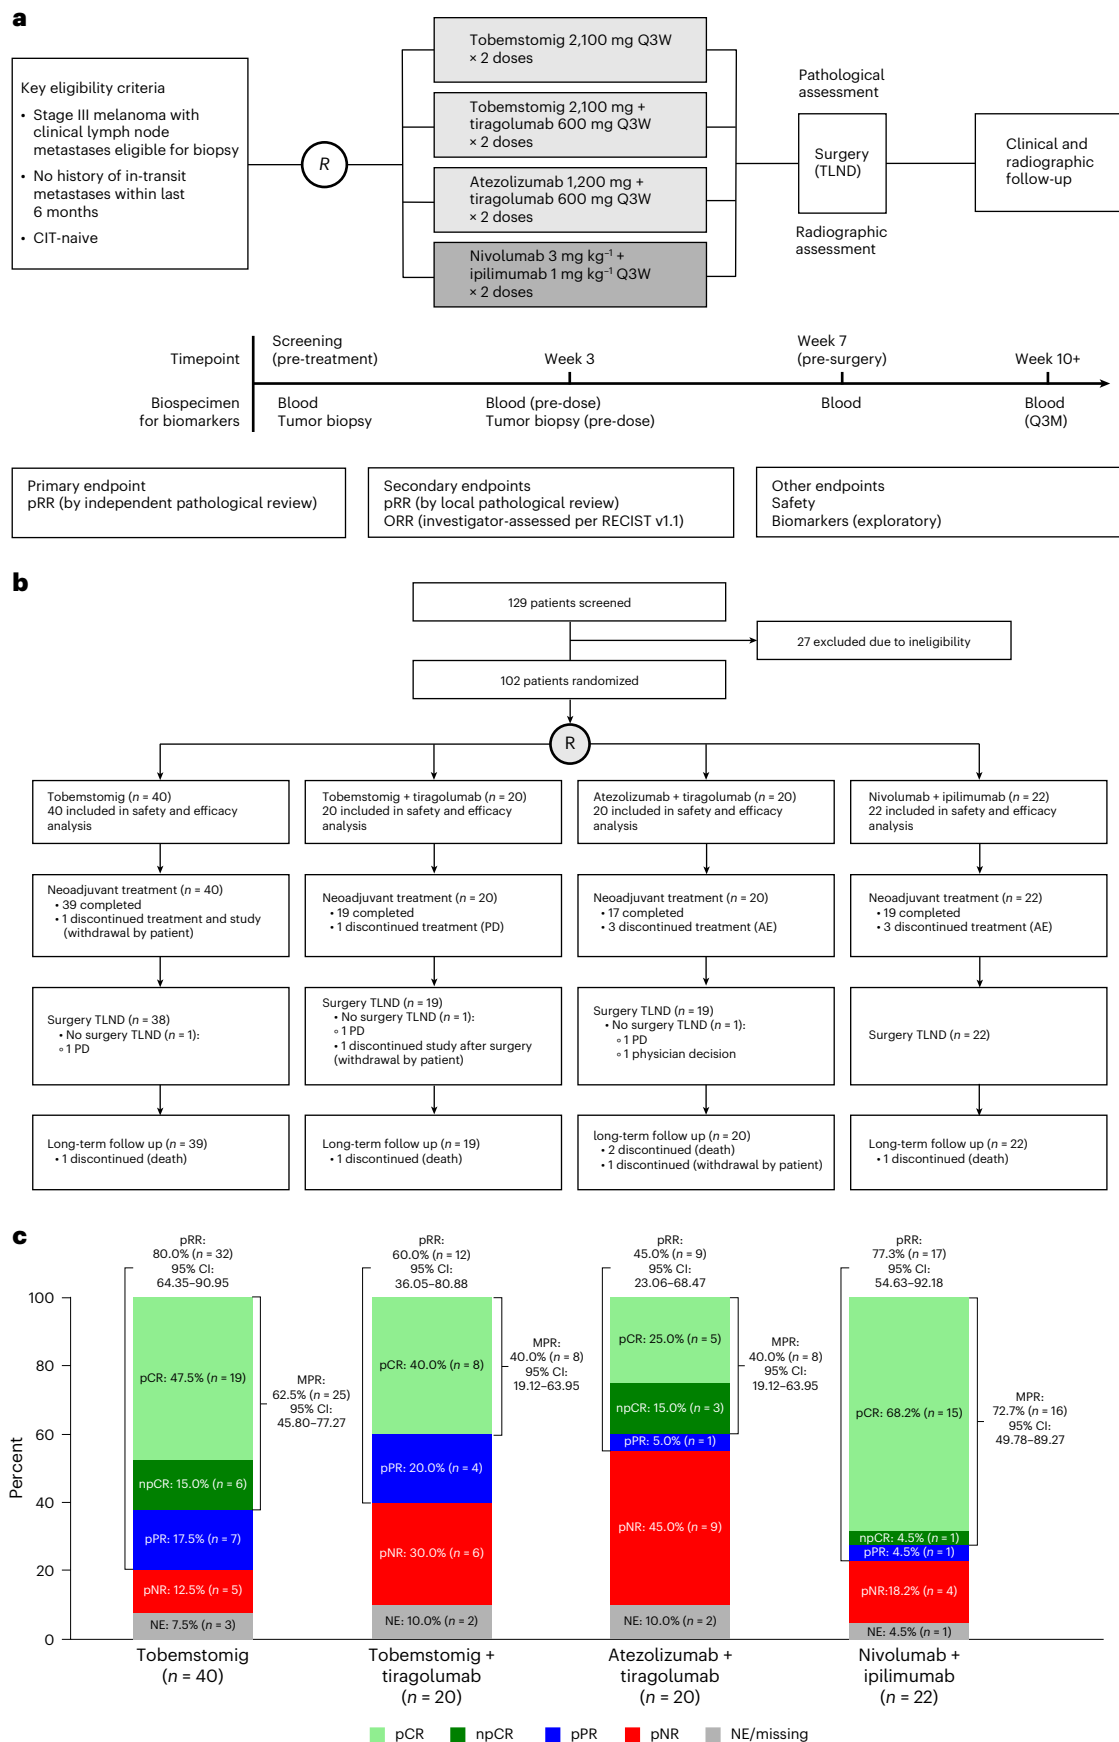 a
Key eligibility criteria
• Stage III melanoma with
clinical lymph node
metastases eligible for biopsy
• No history of in-transit
metastases within last
6 months
• CIT-naive
R
Tobemstomig 2,100 mg Q3W
× 2 doses
Tobemstomig 2,100 mg +
tiragolumab 600 mg Q3W
× 2 doses
Atezolizumab 1,200 mg +
tiragolumab 600 mg Q3W
× 2 doses
Nivolumab 3 mg kg⁻¹ +
ipilimumab 1 mg kg⁻¹ Q3W
× 2 doses
Pathological
assessment
Surgery
(TLND)
Radiographic
assessment
Clinical and
radiographic
follow-up
Timepoint
Screening
(pre-treatment)
Week 3
Week 7
(pre-surgery)
Week 10+
Biospecimen
for biomarkers
Blood
Tumor biopsy
Blood (pre-dose)
Tumor biopsy (pre-dose)
Blood
Blood
(Q3M)
Primary endpoint
pRR (by independent pathological review)
Secondary endpoints
pRR (by local pathological review)
ORR (investigator-assessed per RECIST v1.1)
Other endpoints
Safety
Biomarkers (exploratory)
b
129 patients screened
27 excluded due to ineligibility
102 patients randomized
R
Tobemstomig (n = 40)
40 included in safety and efficacy
analysis
Tobemstomig + tiragolumab (n = 20)
20 included in safety and efficacy
analysis
Atezolizumab + tiragolumab (n = 20)
20 included in safety and efficacy
analysis
Nivolumab + ipilimumab (n = 22)
22 included in safety and efficacy
analysis
Neoadjuvant treatment (n = 40)
• 39 completed
• 1 discontinued treatment and study
(withdrawal by patient)
Neoadjuvant treatment (n = 20)
• 19 completed
• 1 discontinued treatment (PD)
Neoadjuvant treatment (n = 20)
• 17 completed
• 3 discontinued treatment (AE)
Neoadjuvant treatment (n = 22)
• 19 completed
• 3 discontinued treatment (AE)
Surgery TLND (n = 38)
• No surgery TLND (n = 1):
∘ 1 PD
Surgery TLND (n = 19)
• No surgery TLND (n = 1):
∘ 1 PD
• 1 discontinued study after surgery
(withdrawal by patient)
Surgery TLND (n = 19)
• No surgery TLND (n = 1):
∘ 1 PD
∘ 1 physician decision
Surgery TLND (n = 22)
Long-term follow up (n = 39)
• 1 discontinued (death)
Long-term follow up (n = 19)
• 1 discontinued (death)
long-term follow up (n = 20)
• 2 discontinued (death)
• 1 discontinued (withdrawal by patient)
Long-term follow up (n = 22)
• 1 discontinued (death)
c
Percent
100
80
60
40
20
0
pRR:
80.0% (n = 32)
95% CI:
64.35–90.95
pCR: 47.5% (n = 19)
npCR: 15.0% (n = 6)
pPR: 17.5% (n = 7)
pNR: 12.5% (n = 5)
NE: 7.5% (n = 3)
MPR:
62.5% (n = 25)
95% CI:
45.80–77.27
Tobemstomig
(n = 40)
pRR:
60.0% (n = 12)
95% CI:
36.05–80.88
pCR: 40.0% (n = 8)
pPR: 20.0% (n = 4)
pNR: 30.0% (n = 6)
NE: 10.0% (n = 2)
MPR:
40.0% (n = 8)
95% CI:
19.12–63.95
Tobemstomig +
tiragolumab
(n = 20)
pRR:
45.0% (n = 9)
95% CI:
23.06–68.47
pCR: 25.0% (n = 5)
npCR: 15.0% (n = 3)
pPR: 5.0% (n = 1)
pNR: 45.0% (n = 9)
NE: 10.0% (n = 2)
MPR:
40.0% (n = 8)
95% CI:
19.12–63.95
Atezolizumab +
tiragolumab
(n = 20)
pRR:
77.3% (n = 17)
95% CI:
54.63–92.18
pCR: 68.2% (n = 15)
npCR: 4.5% (n = 1)
pPR: 4.5% (n = 1)
pNR:18.2% (n = 4)
NE: 4.5% (n = 1)
MPR:
72.7% (n = 16)
95% CI:
49.78–89.27
Nivolumab +
ipilimumab
(n = 22)
pCR
npCR
pPR
pNR
NE/missing